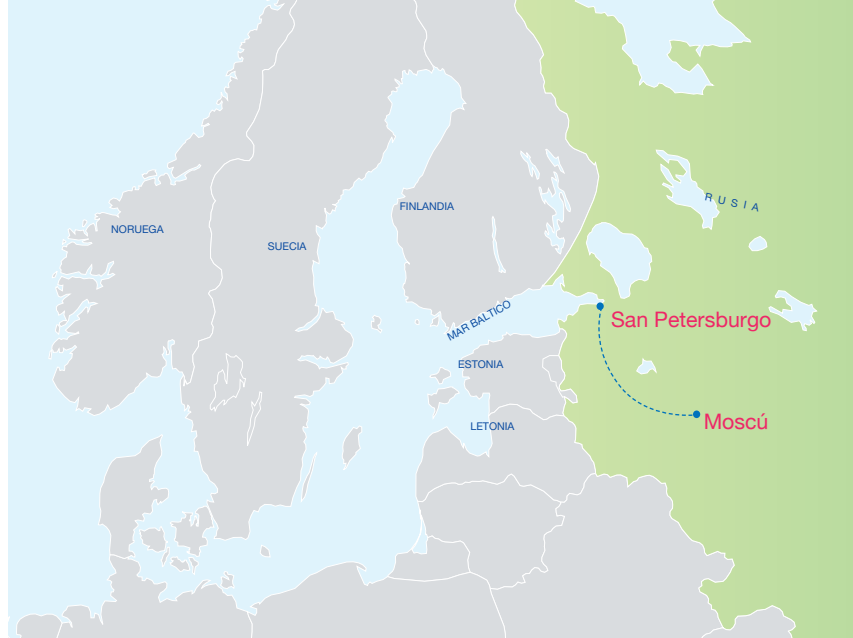 RUSIA
FINLANDIA
NORUEGA
SUECIA
MAR BALTICO
San Petersburgo
ESTONIA
Moscú
LETONIA